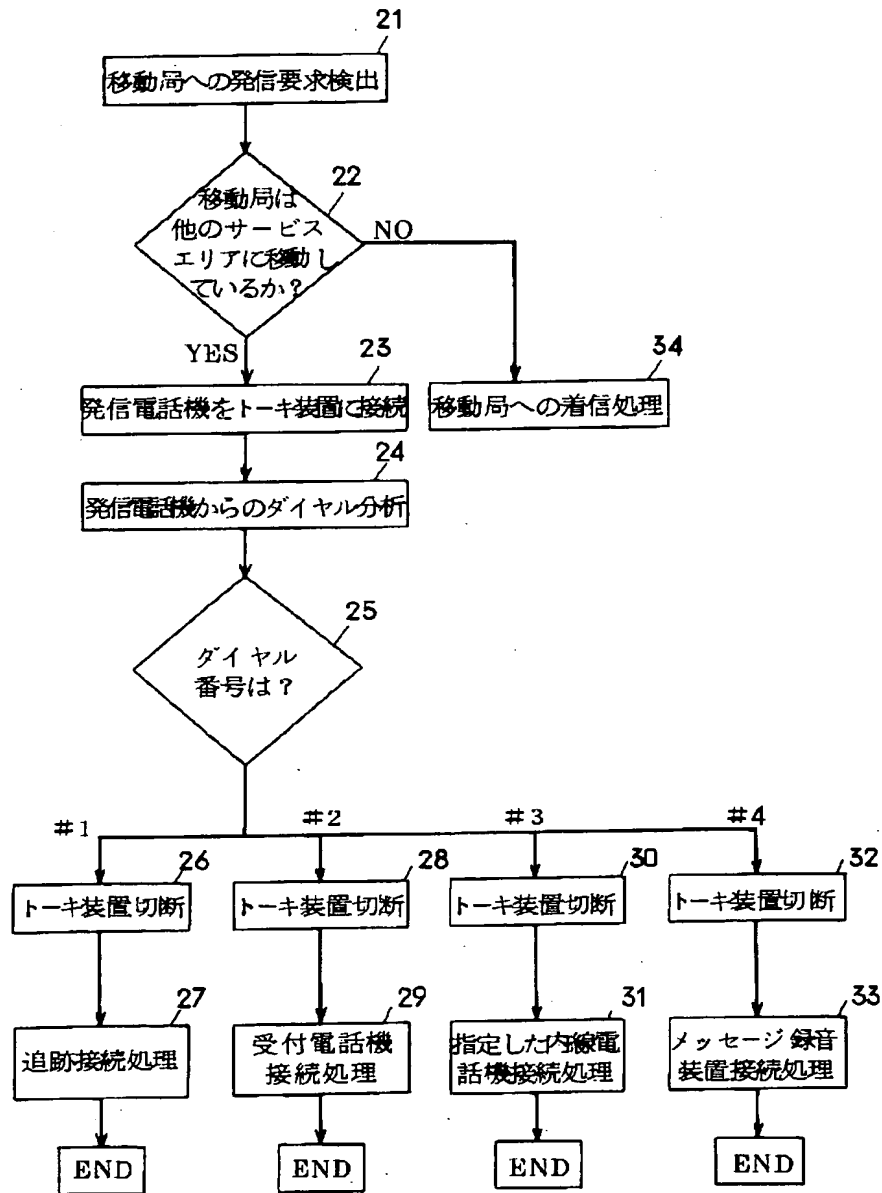 21
移動局への発信要求検出
22
移動局は
他のサービス
エリアに移動し
ているか？
NO
YES
23
34
発信電話機をトーキ装置に接続
移動局への着信処理
24
発信電話機からのダイヤル分析
25
ダイヤル
番号は？
#1
#2
#3
#4
26
28
30
32
トーキ装置切断
トーキ装置切断
トーキ装置切断
トーキ装置切断
27
29
31
33
追跡接続処理
受付電話機
接続処理
指定した内線電
話機接続処理
メッセージ録音
装置接続処理
END
END
END
END